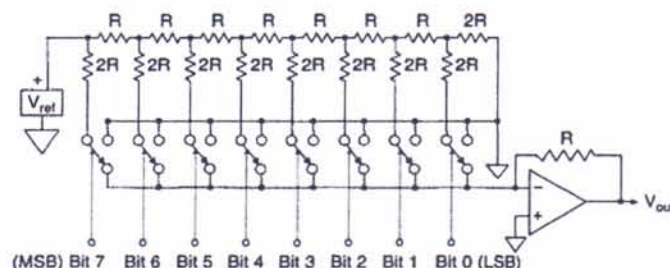 R R R R R R R 2R
2R 2R 2R 2R 2R 2R 2R 2R
+
Vref
R
−
+
Vou
(MSB) Bit 7 Bit 6 Bit 5 Bit 4 Bit 3 Bit 2 Bit 1 Bit 0 (LSB)